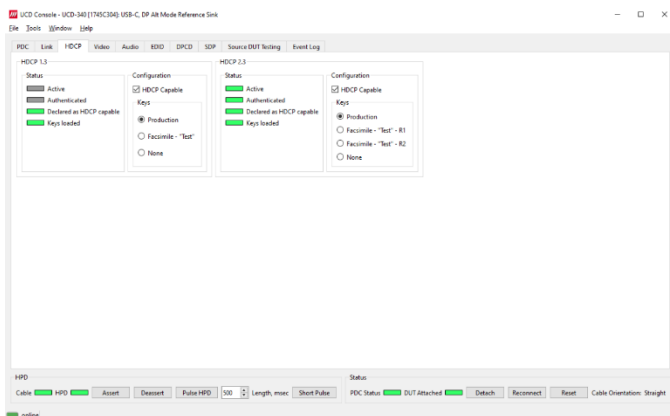 UCD Console - UCD-340 [1745C304]: USB-C, DP Alt Mode Reference Sink
File Tools Window Help
PDC Link HDCP Video Audio EDID DPCD SDP Source DUT Testing Event Log
HDCP 1.3
Status
Active
Authenticated
Declared as HDCP capable
Keys loaded
Configuration
HDCP Capable
Keys
Production
Facsimile - "Test"
None
HDCP 2.3
Status
Active
Authenticated
Declared as HDCP capable
Keys loaded
Configuration
HDCP Capable
Keys
Production
Facsimile - "Test" - R1
Facsimile - "Test" - R2
None
HPD
Cable HPD Assert Deassert Pulse HPD 500 Length, msec Short Pulse
Status
PDC Status DUT Attached Detach Reconnect Reset Cable Orientation: Straight
online